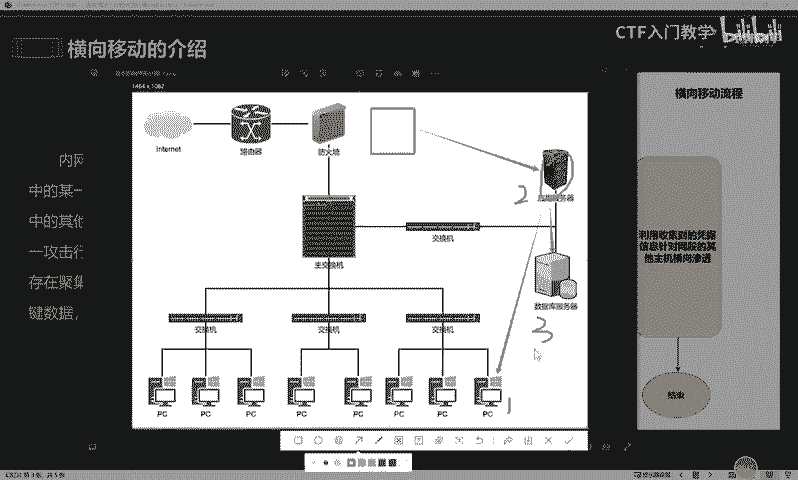 CTF入门教学 bilibili
横向移动的介绍
横向移动流程
Internet
路由器
防火墙
内网
中的某一
中的其他
一攻击行
存在聚集
键数据，
2
应用服务器
交换机
主交换机
利用收集到的凭据
信息针对网段的其
他主机横向渗透
数据库服务器
3
交换机
交换机
交换机
PC
PC
PC
PC
PC
PC
PC
PC
1
结束